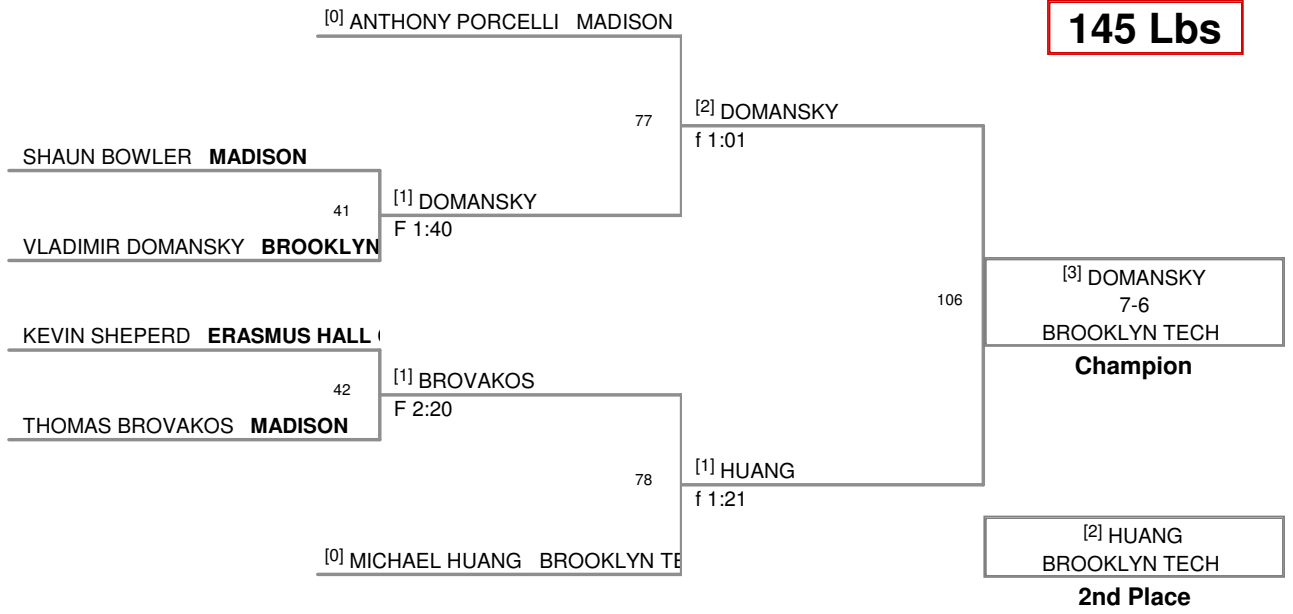 [0] ANTHONY PORCELLI MADISON
145 Lbs
77
[2] DOMANSKY
f 1:01
SHAUN BOWLER MADISON
41
[1] DOMANSKY
F 1:40
VLADIMIR DOMANSKY BROOKLYN
[3] DOMANSKY
7-6
BROOKLYN TECH
Champion
106
KEVIN SHEPERD ERASMUS HALL
42
[1] BROVAKOS
F 2:20
THOMAS BROVAKOS MADISON
78
[1] HUANG
f 1:21
[0] MICHAEL HUANG BROOKLYN TE
[2] HUANG
BROOKLYN TECH
2nd Place